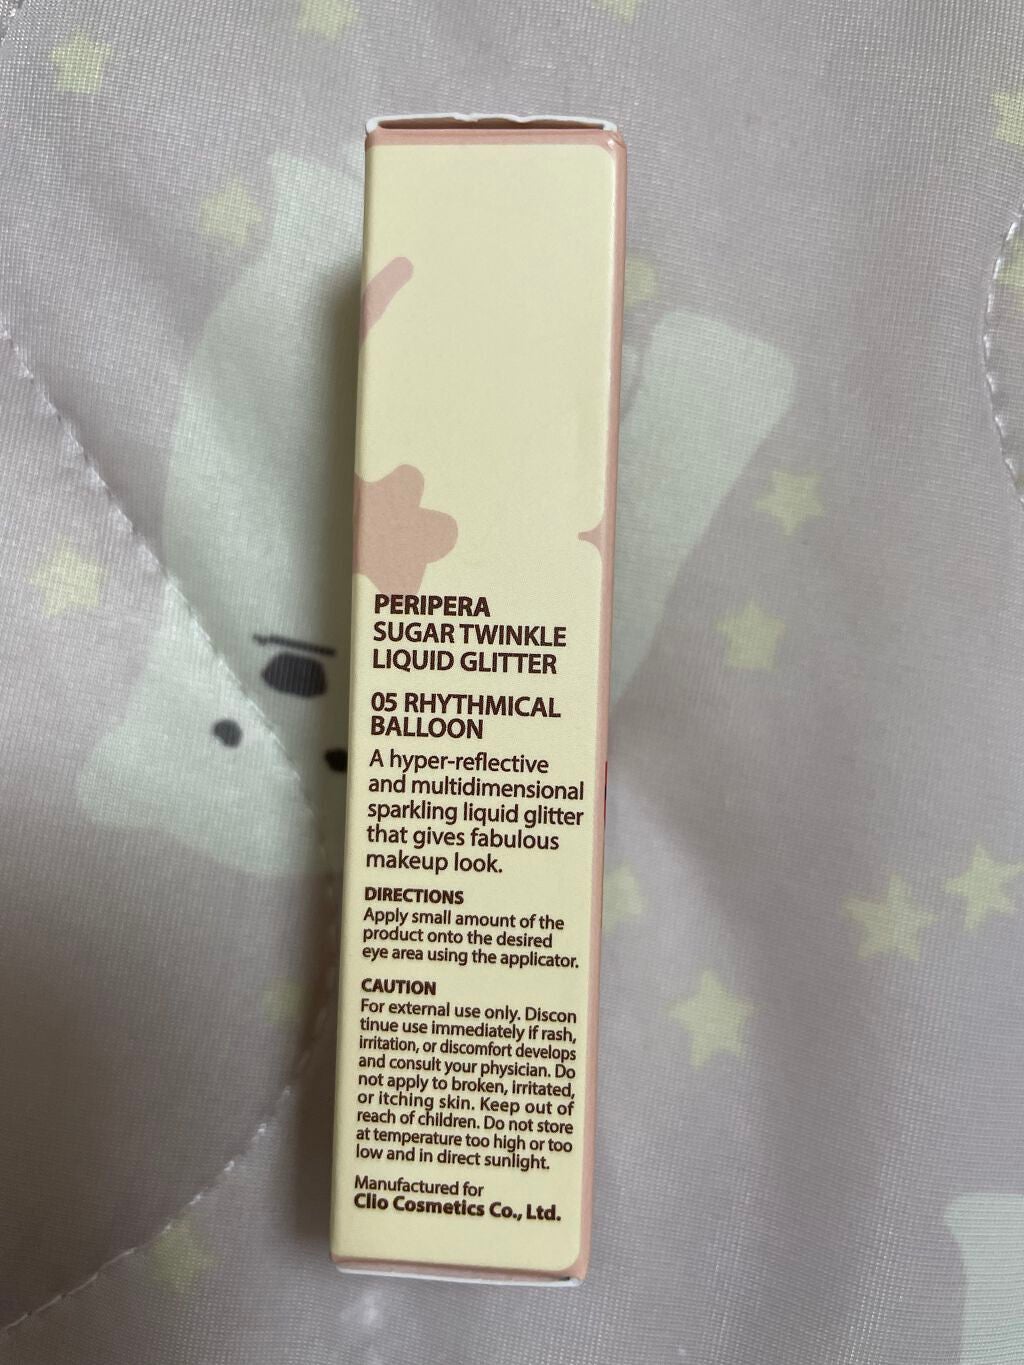 PERIPERA
SUGAR TWINKLE
LIQUID GLITTER
05 RHYTHMICAL
BALLOON
A hyper-reflective
and multidimensional
sparkling liquid glitter
that gives fabulous
makeup look.
DIRECTIONS
Apply small amount of the
product onto the desired
eye area using the applicator.
CAUTION
For external use only. Discon
tinue use immediately if rash,
irritation, or discomfort develops
and consult your physician. Do
not apply to broken, irritated,
or itching skin. Keep out of
reach of children. Do not store
at temperature too high or too
low and in direct sunlight.
Manufactured for
Clio Cosmetics Co., Ltd.